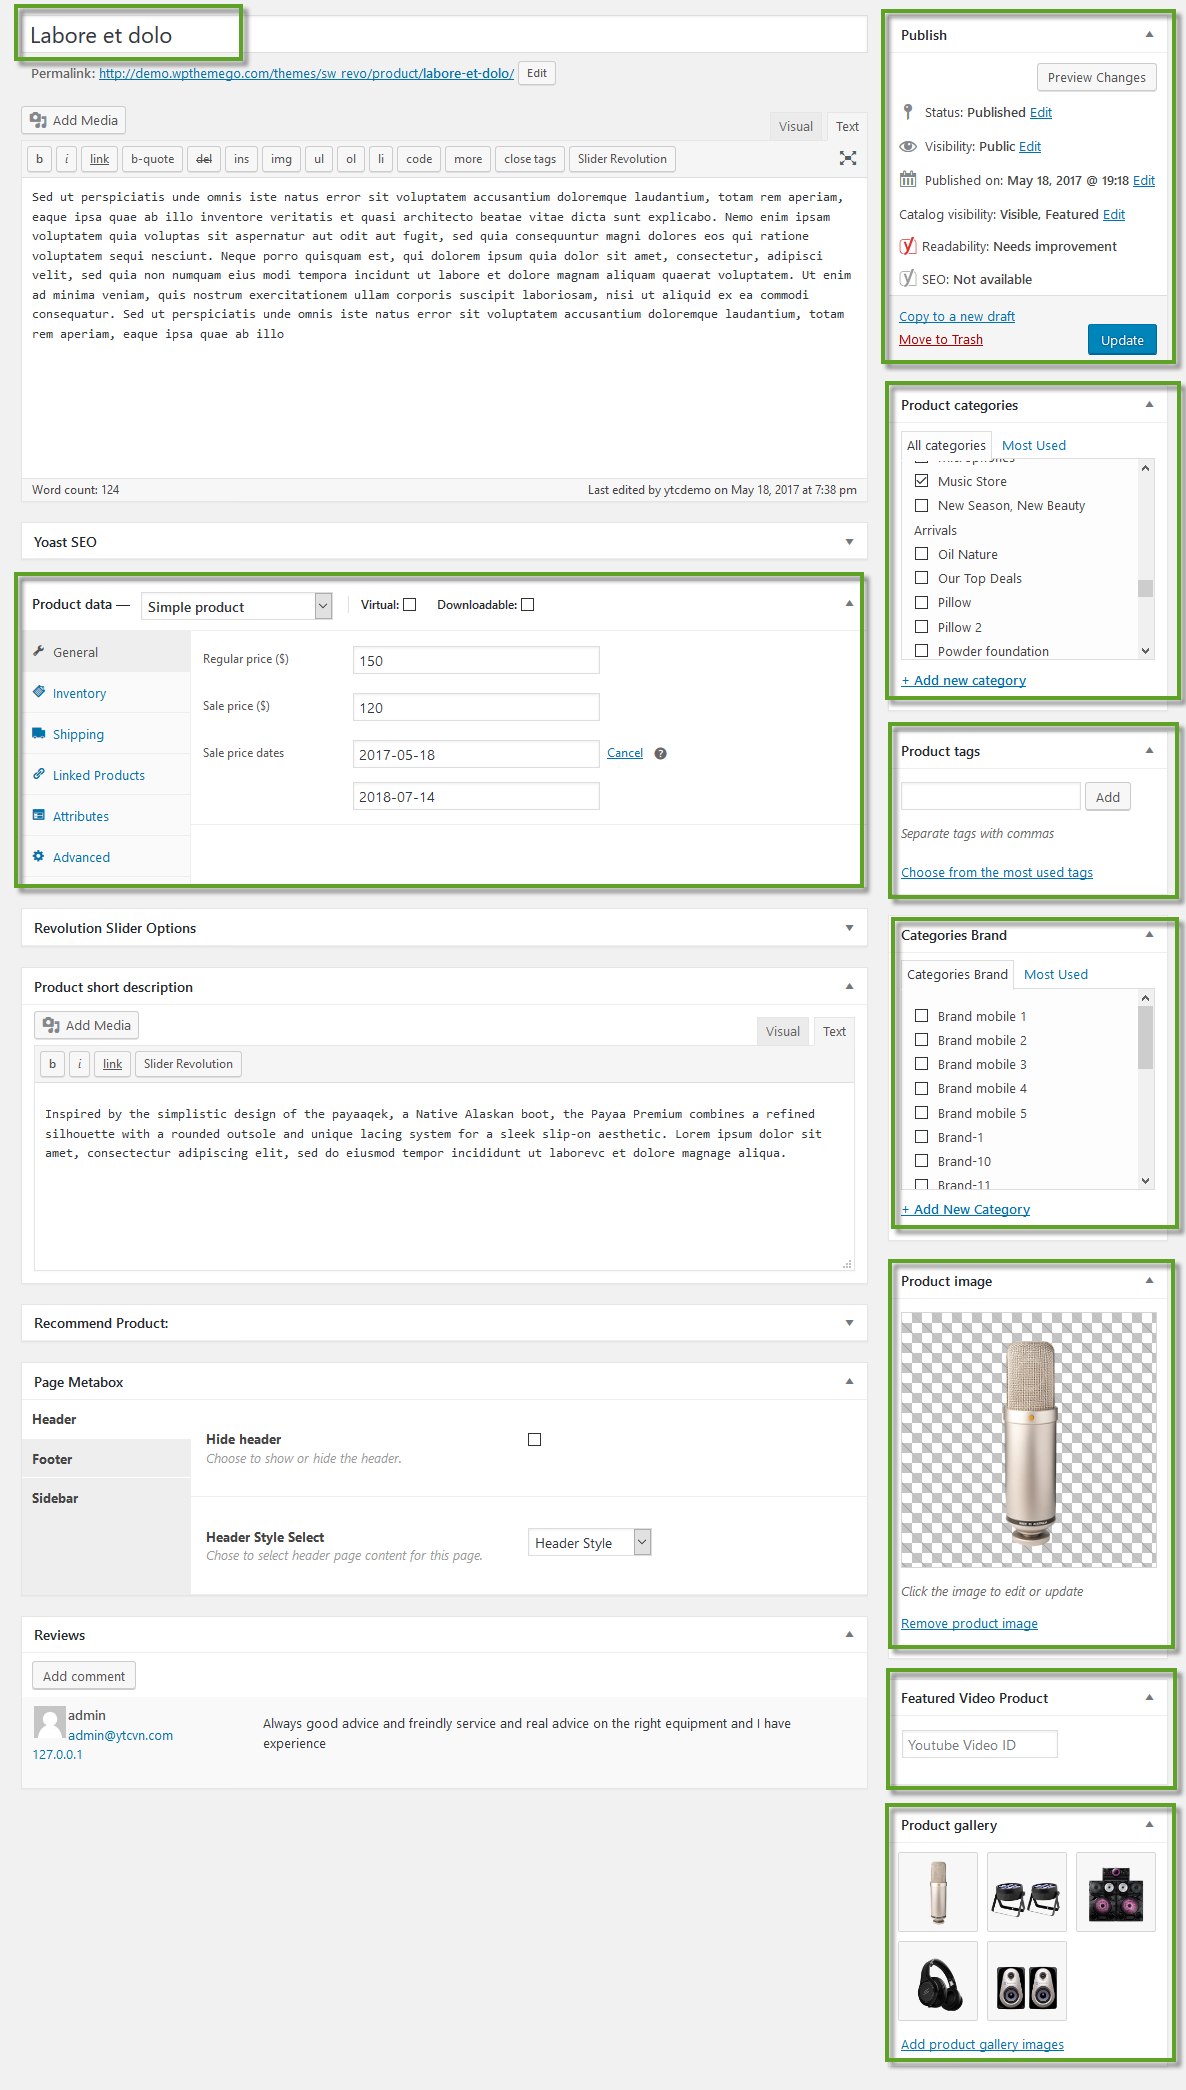 Labore et dolo
Permalink: http://demo.wpthemego.com/themes/sw_revo/product/labore-et-dolo/ Edit
Add Media
Visual Text
b i link b-quote del ins img ul ol li code more close tags Slider Revolution
Sed ut perspiciatis unde omnis iste natus error sit voluptatem accusantium doloremque laudantium, totam rem aperiam,
eaque ipsa quae ab illo inventore veritatis et quasi architecto beatae vitae dicta sunt explicabo. Nemo enim ipsam
voluptatem quia voluptas sit aspernatur aut odit aut fugit, sed quia consequuntur magni dolores eos qui ratione
voluptatem sequi nesciunt. Neque porro quisquam est, qui dolorem ipsum quia dolor sit amet, consectetur, adipisci
velit, sed quia non numquam eius modi tempora incidunt ut labore et dolore magnam aliquam quaerat voluptatem. Ut enim
ad minima veniam, quis nostrum exercitationem ullam corporis suscipit laboriosam, nisi ut aliquid ex ea commodi
consequatur. Sed ut perspiciatis unde omnis iste natus error sit voluptatem accusantium doloremque laudantium, totam
rem aperiam, eaque ipsa quae ab illo
Word count: 124
Last edited by ytcdemo on May 18, 2017 at 7:38 pm
Yoast SEO
Product data — Simple product Virtual: Downloadable:
General
Inventory
Shipping
Linked Products
Attributes
Advanced
Regular price ($) 150
Sale price ($) 120
Sale price dates 2017-05-18 Cancel ?
2018-07-14
Revolution Slider Options
Product short description
Add Media
Visual Text
b i link Slider Revolution
Inspired by the simplistic design of the payaaqek, a Native Alaskan boot, the Payaa Premium combines a refined
silhouette with a rounded outsole and unique lacing system for a sleek slip-on aesthetic. Lorem ipsum dolor sit
amet, consectetur adipiscing elit, sed do eiusmod tempor incididunt ut laborevc et dolore magnage aliqua.
Recommend Product:
Page Metabox
Header
Footer
Sidebar
Hide header
Choose to show or hide the header.
Header Style Select
Chose to select header page content for this page.
Header Style
Reviews
Add comment
admin
admin@ytcvn.com
127.0.0.1
Always good advice and freindly service and real advice on the right equipment and I have
experience
Publish
Preview Changes
Status: Published Edit
Visibility: Public Edit
Published on: May 18, 2017 @ 19:18 Edit
Catalog visibility: Visible, Featured Edit
Readability: Needs improvement
SEO: Not available
Copy to a new draft
Move to Trash
Update
Product categories
All categories Most Used
Microphones
Music Store
New Season, New Beauty
Arrivals
Oil Nature
Our Top Deals
Pillow
Pillow 2
Powder foundation
+ Add new category
Product tags
Add
Separate tags with commas
Choose from the most used tags
Categories Brand
Categories Brand Most Used
Brand mobile 1
Brand mobile 2
Brand mobile 3
Brand mobile 4
Brand mobile 5
Brand-1
Brand-10
Brand-11
+ Add New Category
Product image
Click the image to edit or update
Remove product image
Featured Video Product
Youtube Video ID
Product gallery
Add product gallery images